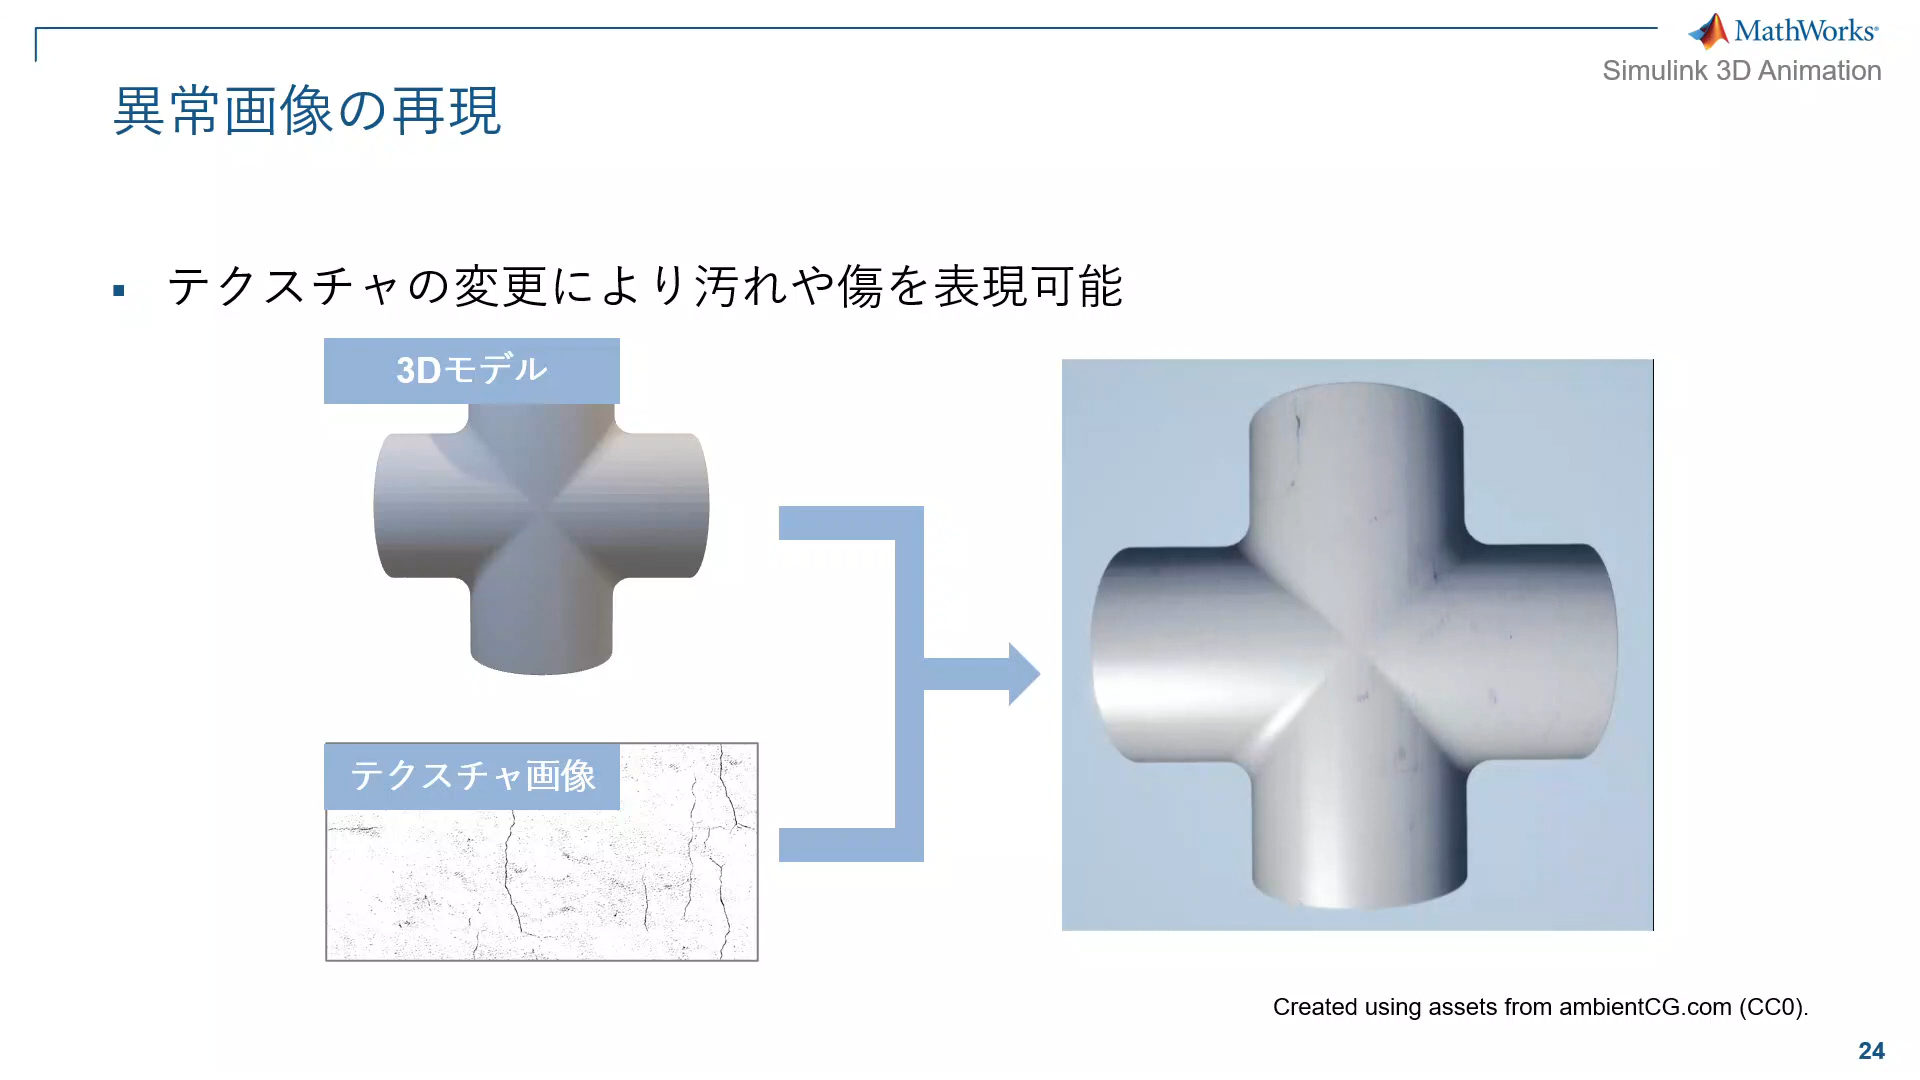 MathWorks®
Simulink 3D Animation
異常画像の再現
▪ テクスチャの変更により汚れや傷を表現可能
3Dモデル
テクスチャ画像
Created using assets from ambientCG.com (CC0).
24